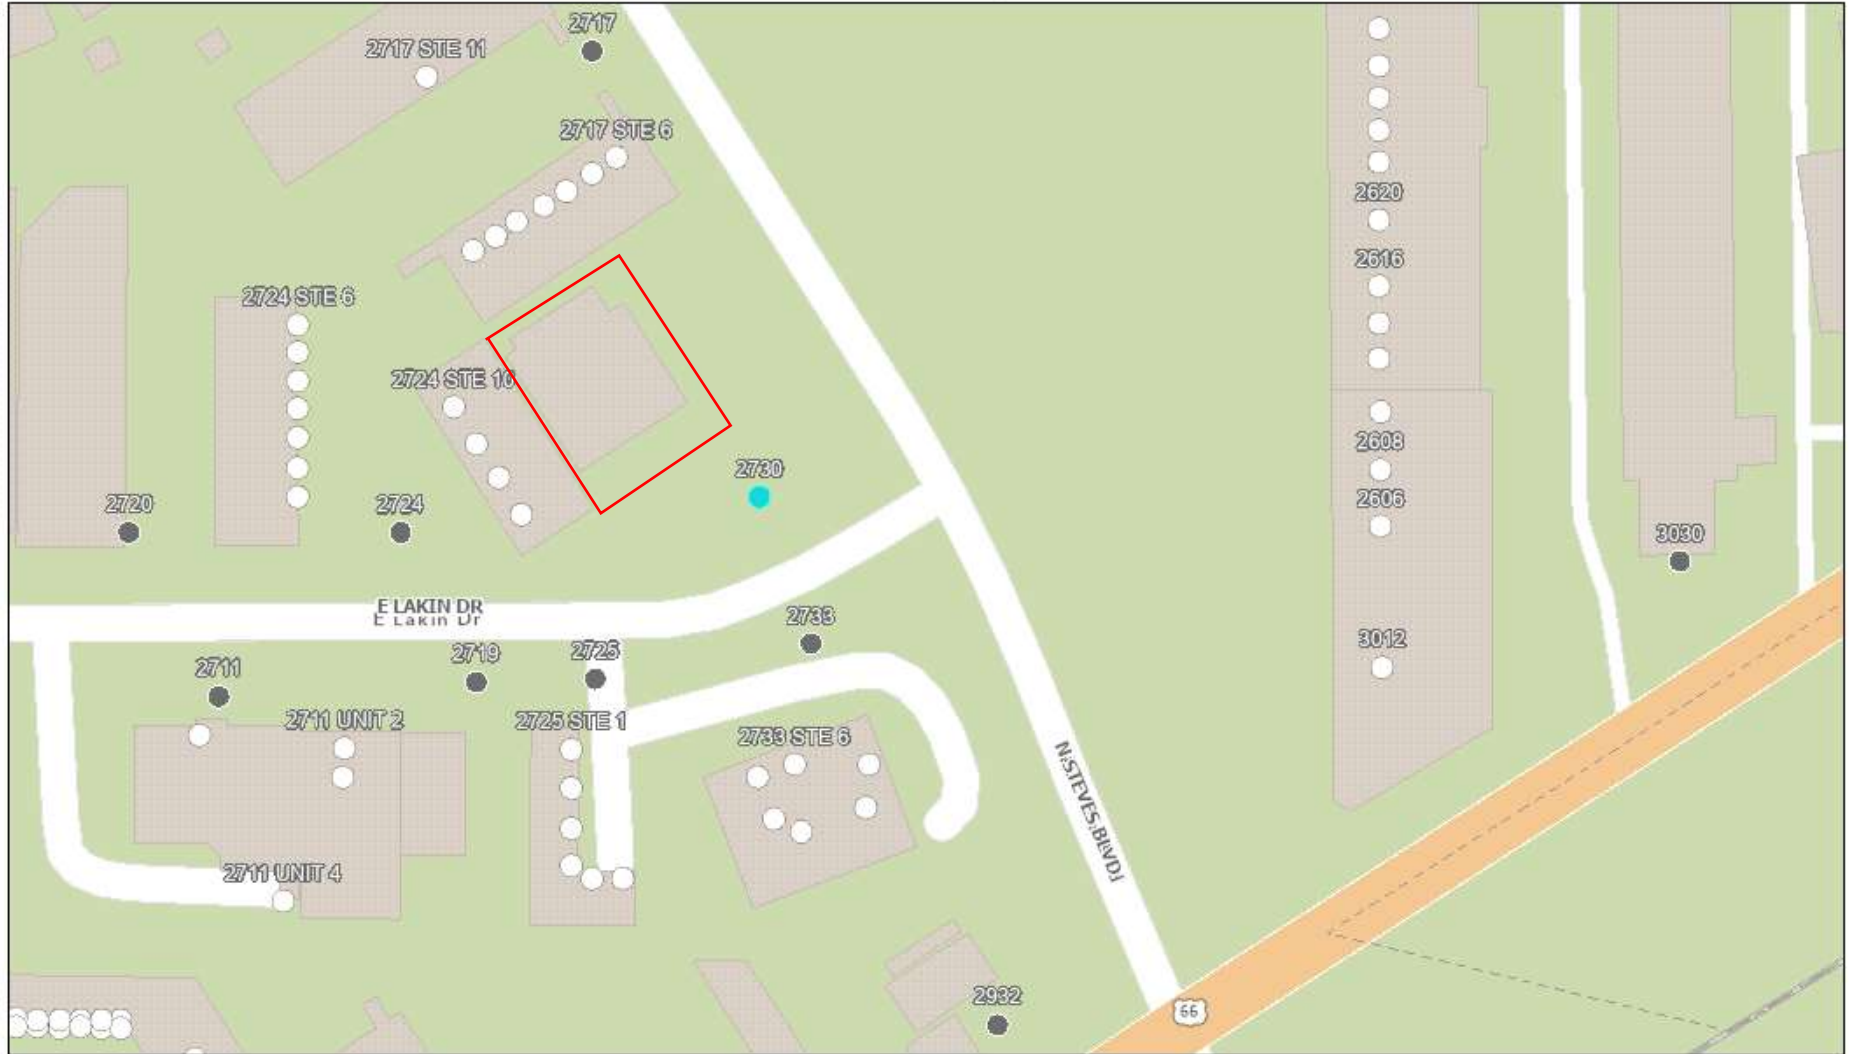 2717
2717 STE 11
2717 STE 6
2620
2616
2724 STE 6
2724 STE 10
2608
2730
2606
2720
2724
3030
E LAKIN DR
E Lakin Dr
2733
3012
2725
2719
2711
2711 UNIT 2
2725 STE 1
2733 STE 6
N STEVES BLVD
2711 UNIT 4
2932
66